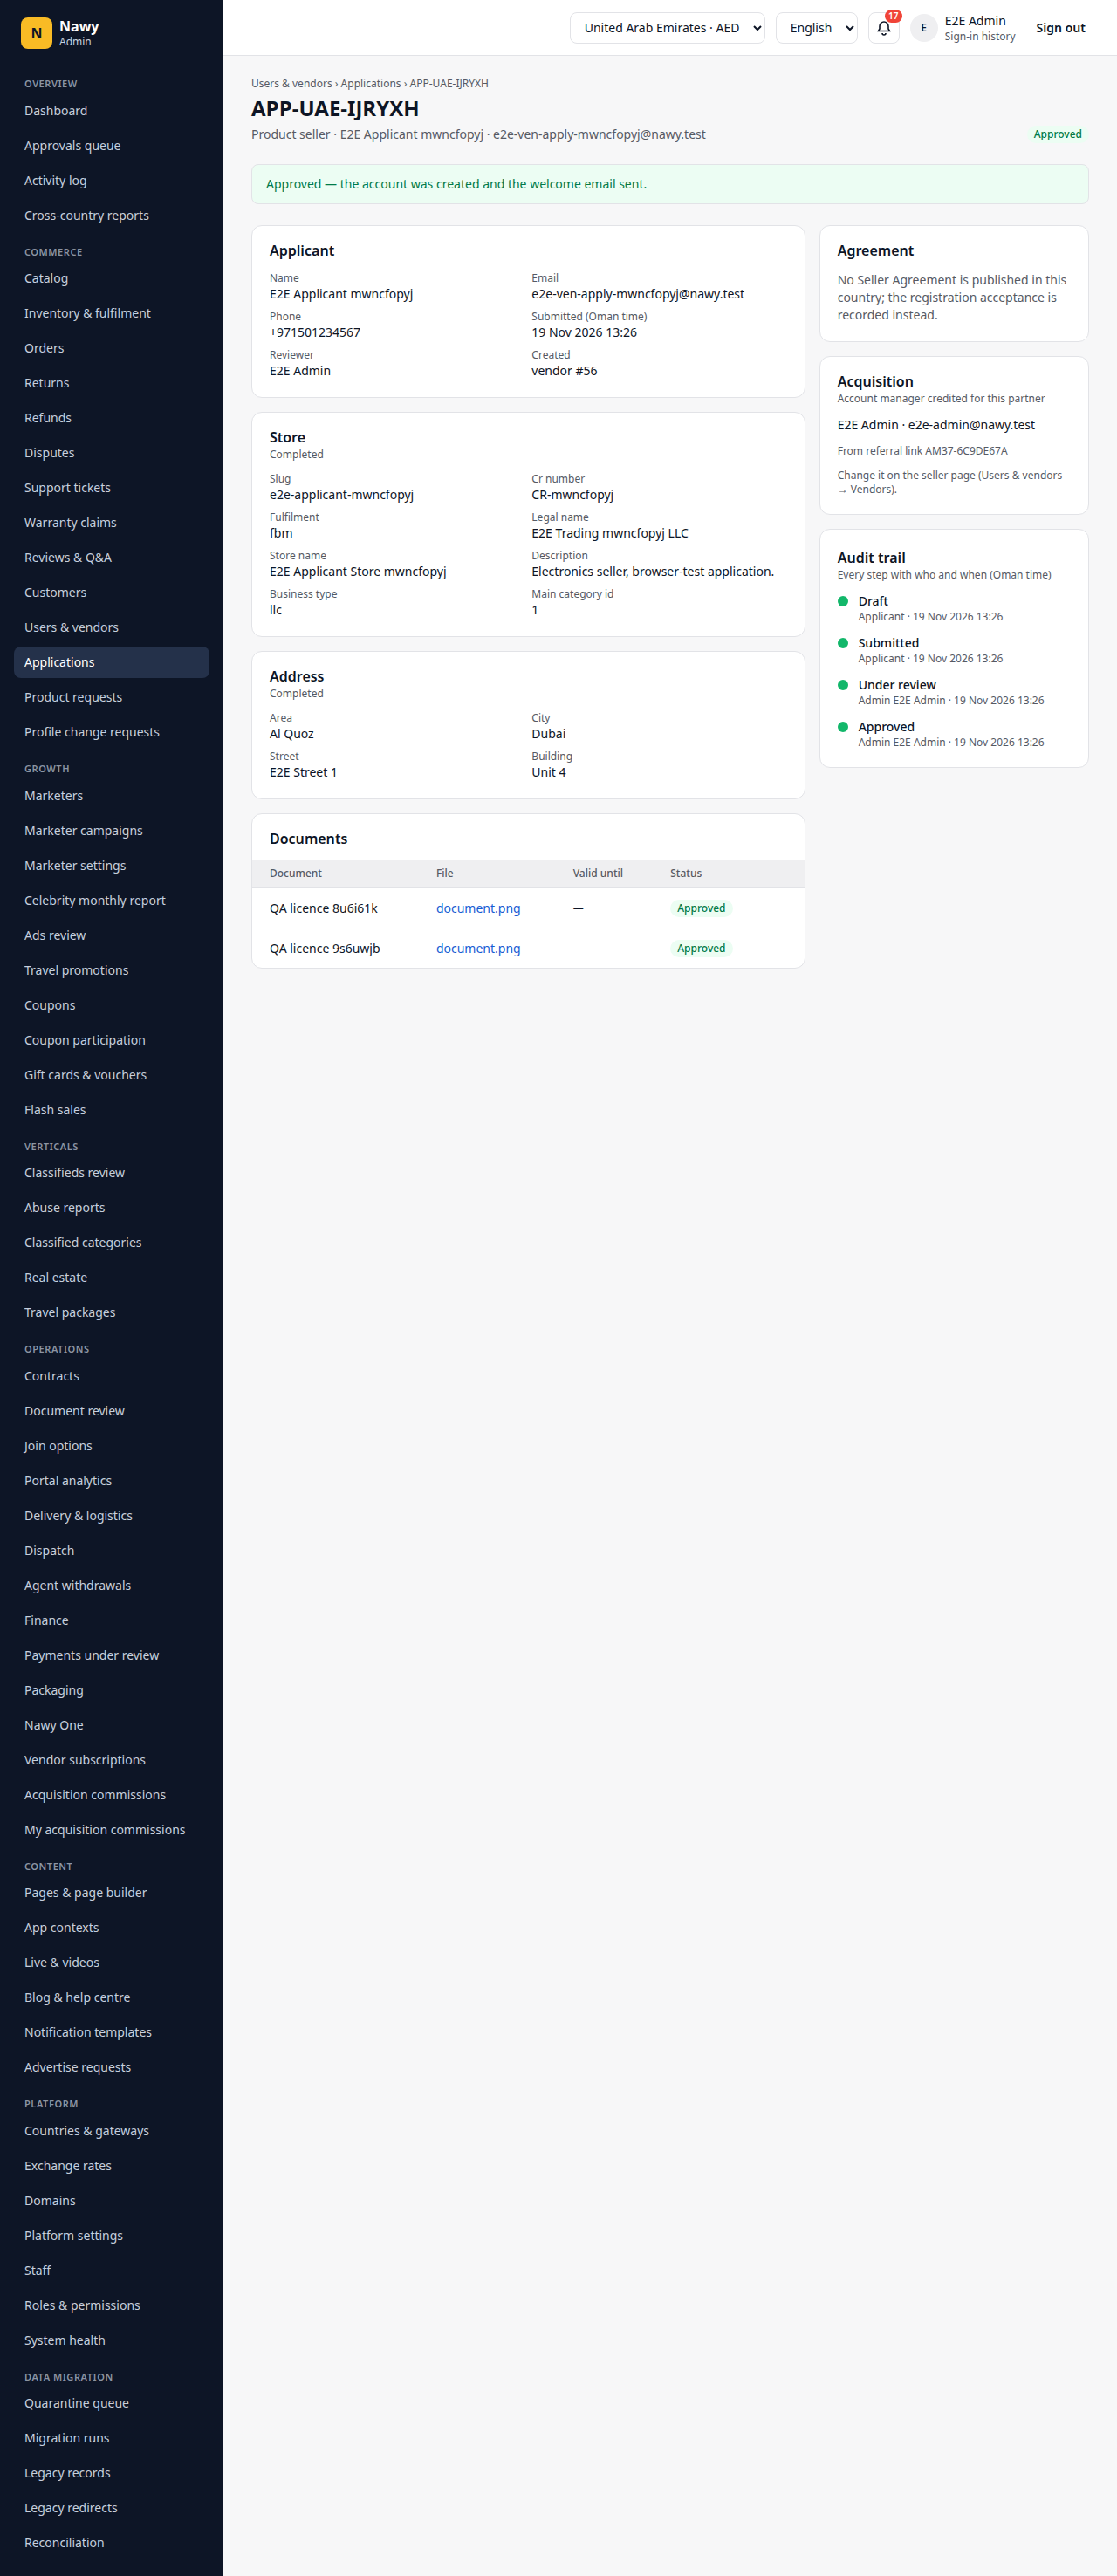 N
Nawy
Admin
OVERVIEW
Dashboard
Approvals queue
Activity log
Cross-country reports
COMMERCE
Catalog
Inventory & fulfilment
Orders
Returns
Refunds
Disputes
Support tickets
Warranty claims
Reviews & Q&A
Customers
Users & vendors
Applications
Product requests
Profile change requests
GROWTH
Marketers
Marketer campaigns
Marketer settings
Celebrity monthly report
Ads review
Travel promotions
Coupons
Coupon participation
Gift cards & vouchers
Flash sales
VERTICALS
Classifieds review
Abuse reports
Classified categories
Real estate
Travel packages
OPERATIONS
Contracts
Document review
Join options
Portal analytics
Delivery & logistics
Dispatch
Agent withdrawals
Finance
Payments under review
Packaging
Nawy One
Vendor subscriptions
Acquisition commissions
My acquisition commissions
CONTENT
Pages & page builder
App contexts
Live & videos
Blog & help centre
Notification templates
Advertise requests
PLATFORM
Countries & gateways
Exchange rates
Domains
Platform settings
Staff
Roles & permissions
System health
DATA MIGRATION
Quarantine queue
Migration runs
Legacy records
Legacy redirects
Reconciliation
United Arab Emirates · AED
English
17
E
E2E Admin
Sign-in history
Sign out
Users & vendors › Applications › APP-UAE-IJRYXH
APP-UAE-IJRYXH
Product seller · E2E Applicant mwncfopyj · e2e-ven-apply-mwncfopyj@nawy.test
Approved
Approved — the account was created and the welcome email sent.
Applicant
Name
E2E Applicant mwncfopyj
Email
e2e-ven-apply-mwncfopyj@nawy.test
Phone
+971501234567
Submitted (Oman time)
19 Nov 2026 13:26
Reviewer
E2E Admin
Created
vendor #56
Store
Completed
Slug
e2e-applicant-mwncfopyj
Cr number
CR-mwncfopyj
Fulfilment
fbm
Legal name
E2E Trading mwncfopyj LLC
Store name
E2E Applicant Store mwncfopyj
Description
Electronics seller, browser-test application.
Business type
llc
Main category id
1
Address
Completed
Area
Al Quoz
City
Dubai
Street
E2E Street 1
Building
Unit 4
Documents
Document File Valid until Status
QA licence 8u6i61k document.png — Approved
QA licence 9s6uwjb document.png — Approved
Agreement
No Seller Agreement is published in this
country; the registration acceptance is
recorded instead.
Acquisition
Account manager credited for this partner
E2E Admin · e2e-admin@nawy.test
From referral link AM37-6C9DE67A
Change it on the seller page (Users & vendors
→ Vendors).
Audit trail
Every step with who and when (Oman time)
Draft
Applicant · 19 Nov 2026 13:26
Submitted
Applicant · 19 Nov 2026 13:26
Under review
Admin E2E Admin · 19 Nov 2026 13:26
Approved
Admin E2E Admin · 19 Nov 2026 13:26